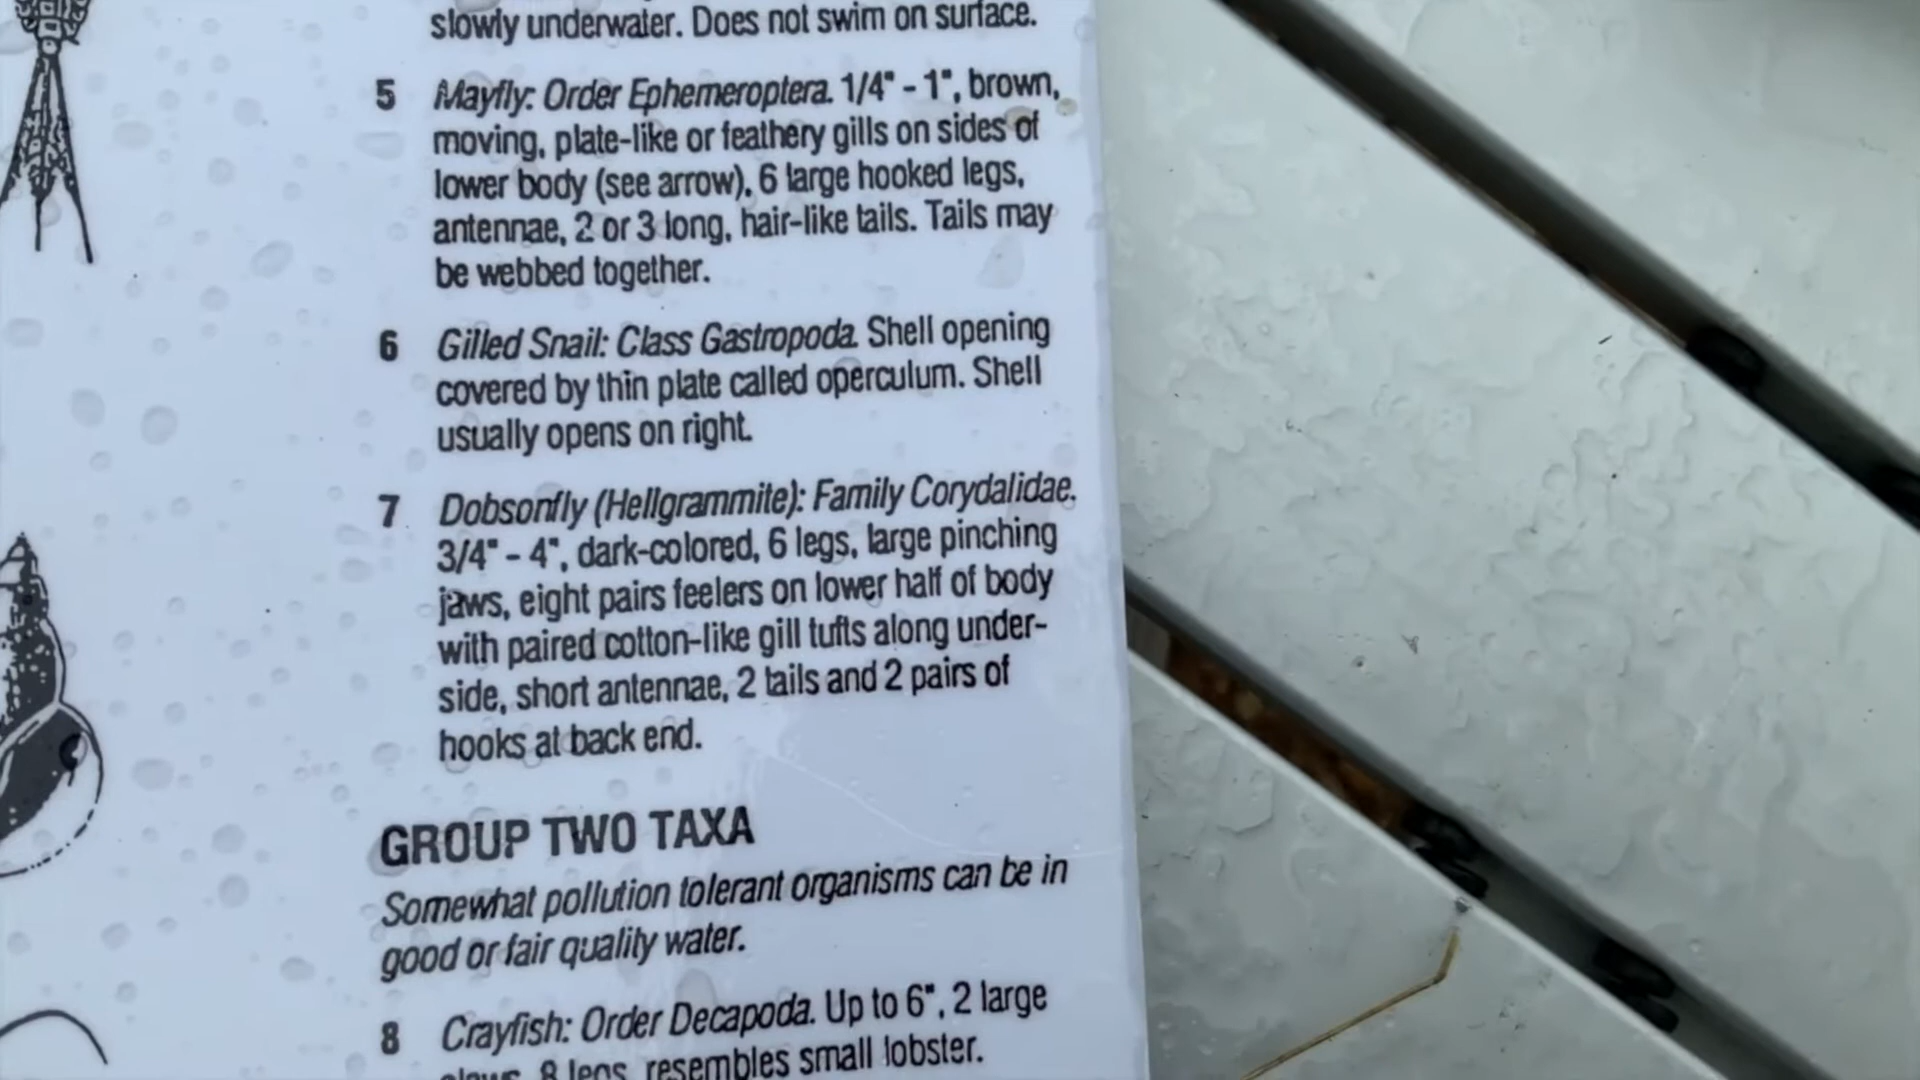 slowly underwater. Does not swim on surface.
5 Mayfly: Order Ephemeroptera. 1/4" - 1", brown,
moving, plate-like or feathery gills on sides of
lower body (see arrow), 6 large hooked legs,
antennae, 2 or 3 long, hair-like tails. Tails may
be webbed together.
6 Gilled Snail: Class Gastropoda. Shell opening
covered by thin plate called operculum. Shell
usually opens on right.
7 Dobsonfly (Hellgrammite): Family Corydalidae.
3/4" - 4", dark-colored, 6 legs, large pinching
jaws, eight pairs feelers on lower half of body
with paired cotton-like gill tufts along under-
side, short antennae, 2 tails and 2 pairs of
hooks at back end.
GROUP TWO TAXA
Somewhat pollution tolerant organisms can be in
good or fair quality water.
8 Crayfish: Order Decapoda. Up to 6", 2 large
claws, 8 legs, resembles small lobster.